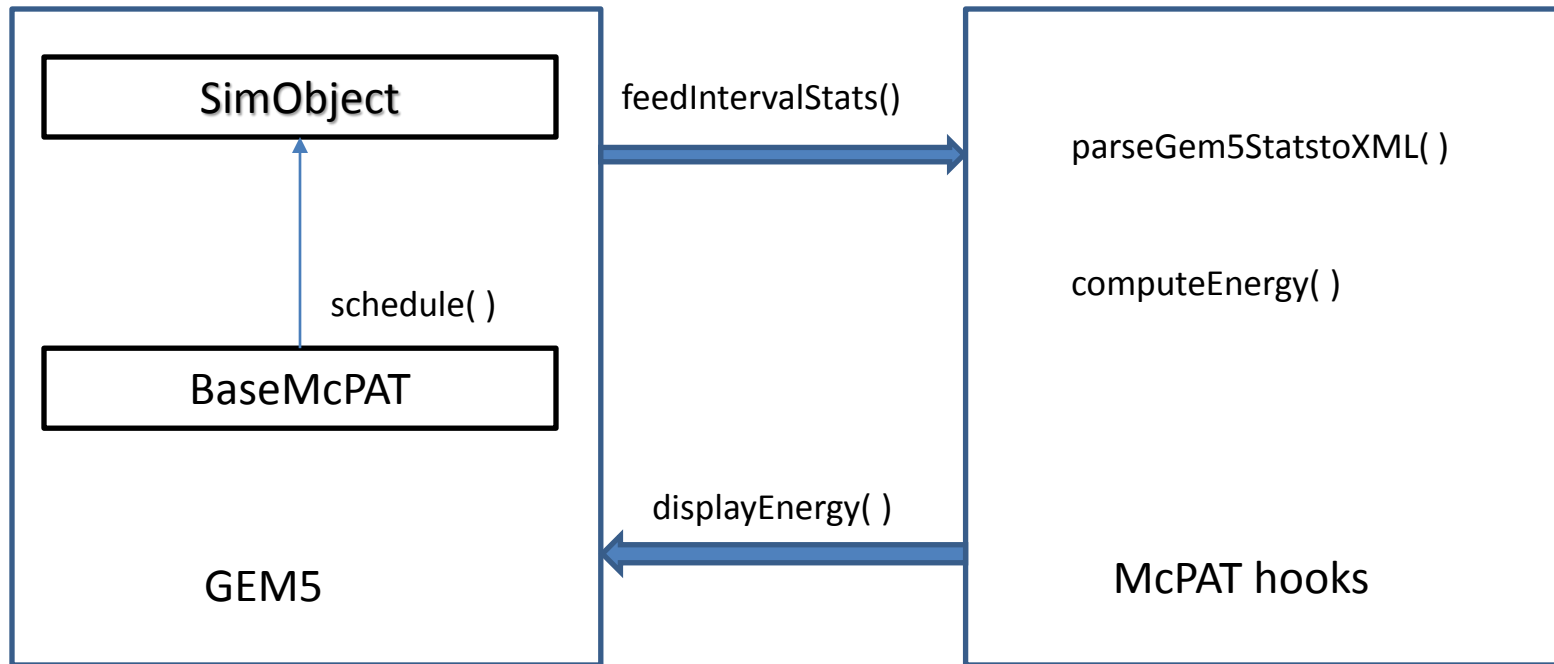 SimObject
schedule( )
BaseMcPAT
GEM5
feedIntervalStats()
displayEnergy( )
parseGem5StatstoXML( )
computeEnergy( )
McPAT hooks